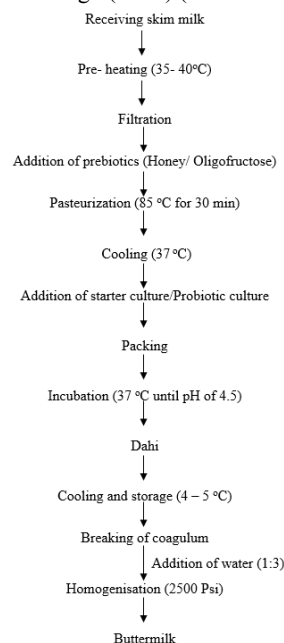 Receiving skim milk
Pre- heating (35- 40°C)
Filtration
Addition of prebiotics (Honey/ Oligofructose)
Pasteurization (85 °C for 30 min)
Cooling (37 °C)
Addition of starter culture/Probiotic culture
Packing
Incubation (37 °C until pH of 4.5)
Dahi
Cooling and storage (4 – 5 °C)
Breaking of coagulum
Addition of water (1:3)
Homogenisation (2500 Psi)
Buttermilk